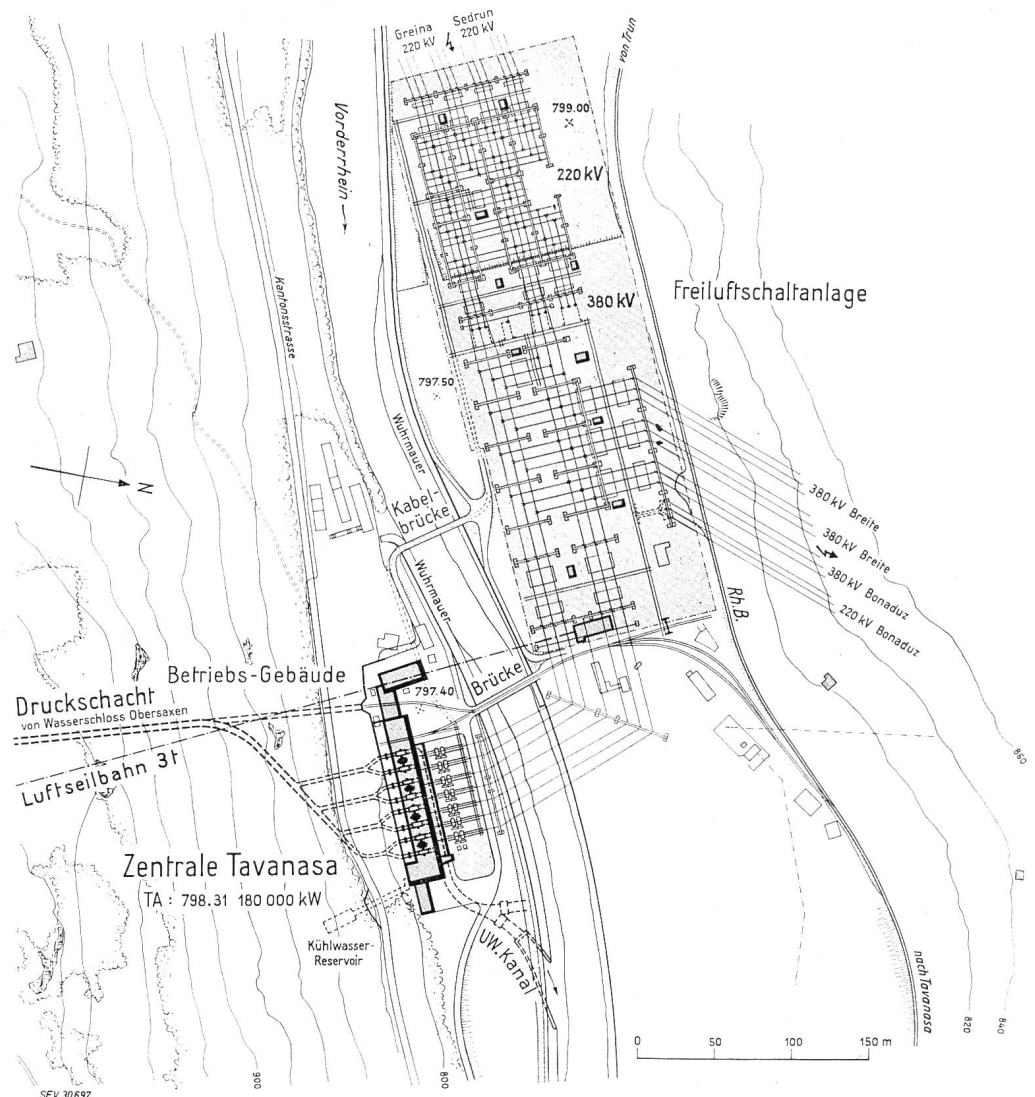 Greina
220 kV
Sedrun
220 kV
von Trun
799.00
Vorderrhein
220 kV
Kantonsstrasse
380 kV
Freiluftschaltanlage
797.50
Wuhrmauer
N
Kabel-
brücke
380 kV Breite
380 kV Breite
380 kV Bonaduz
220 kV Bonaduz
Wuhrmauer
Rh.B.
Betriebs-Gebäude
797.40
Brücke
Druckschacht
von Wasserschloss Obersaxen
Luftseilbahn 3t
860
Zentrale Tavanasa
TA : 798.31 180 000 kW
Kühlwasser-
Reservoir
UW. Kanal
nach Tavanasa
0 50 100 150 m
900
800
820
840
SEV 30697